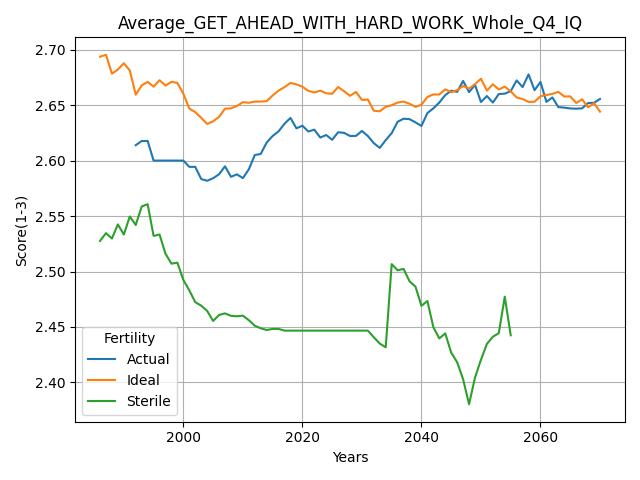 Average_GET_AHEAD_WITH_HARD_WORK_Whole_Q4_IQ
2.70
2.65
2.60
2.55
2.50
2.45
2.40
Score(1-3)
Fertility
Actual
Ideal
Sterile
2000 2020 2040 2060
Years